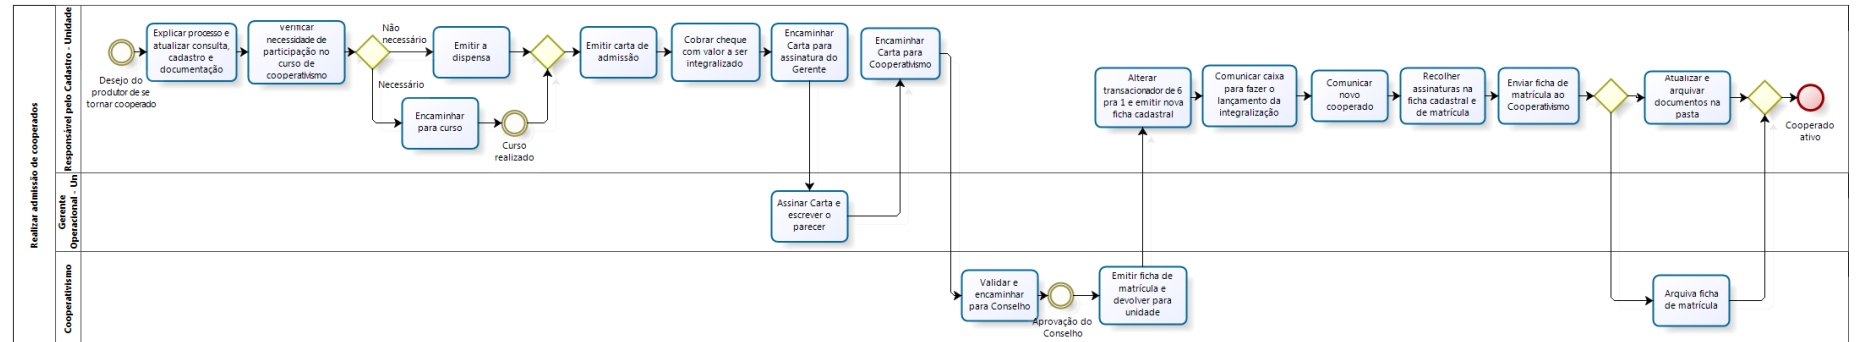 Realizar admissão de cooperados
Responsável pelo Cadastro - Unidade
Gerente
Operacional - Un
Cooperativismo
Desejo do
produtor de se
tornar cooperado
Explicar processo e
atualizar consulta,
cadastro e
documentação
Verificar
necessidade de
participação no
curso de
cooperativismo
Não
necessário
Necessário
Emitir a
dispensa
Encaminhar
para curso
Curso
realizado
Emitir carta de
admissão
Cobrar cheque
com valor a ser
integralizado
Encaminhar
Carta para
assinatura do
Gerente
Assinar Carta e
escrever o
parecer
Encaminhar
Carta para
Cooperativismo
Validar e
encaminhar
para Conselho
Aprovação do
Conselho
Emitir ficha de
matrícula e
devolver para
unidade
Alterar
transacionador de 6
pra 1 e emitir nova
ficha cadastral
Comunicar caixa
para fazer o
lançamento da
integralização
Comunicar
novo
cooperado
Recolher
assinaturas na
ficha cadastral e
de matrícula
Enviar ficha de
matrícula ao
Cooperativismo
Atualizar e
arquivar
documentos na
pasta
Arquiva ficha
de matrícula
Cooperado
ativo